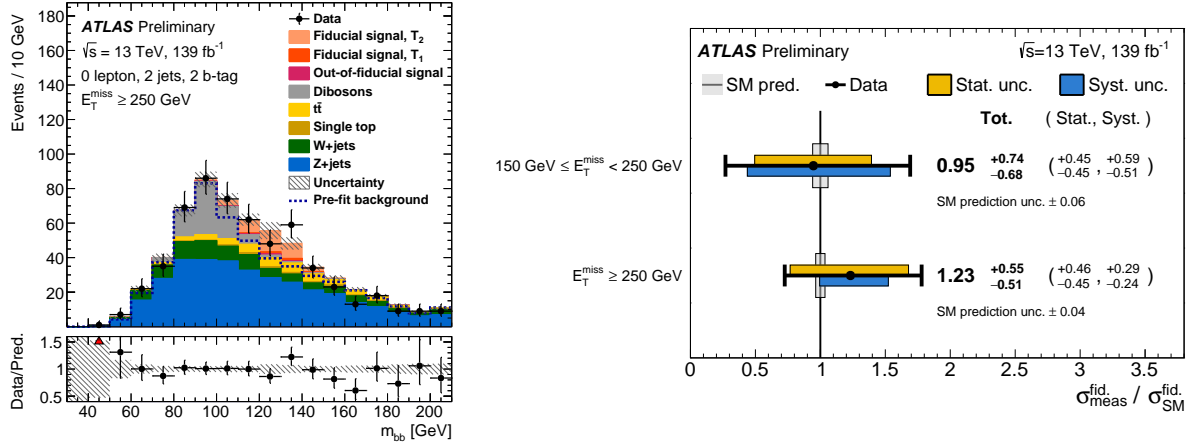 ATLAS Preliminary
√s = 13 TeV, 139 fb⁻¹
0 lepton, 2 jets, 2 b-tag
E_T^miss ≥ 250 GeV
Data
Fiducial signal, T₂
Fiducial signal, T₁
Out-of-fiducial signal
Dibosons
tt̄
Single top
W+jets
Z+jets
Uncertainty
Pre-fit background
Events / 10 GeV
180
160
140
120
100
80
60
40
20
Data/Pred.
1.5
1
0.5
40 60 80 100 120 140 160 180 200
m_bb [GeV]
ATLAS Preliminary
√s=13 TeV, 139 fb⁻¹
SM pred. Data Stat. unc. Syst. unc.
Tot. ( Stat., Syst. )
150 GeV ≤ E_T^miss < 250 GeV
0.95 +0.74 −0.68 ( +0.45 −0.45 , +0.59 −0.51 )
SM prediction unc. ± 0.06
E_T^miss ≥ 250 GeV
1.23 +0.55 −0.51 ( +0.46 −0.45 , +0.29 −0.24 )
SM prediction unc. ± 0.04
0 0.5 1 1.5 2 2.5 3 3.5
σ_meas^fid. / σ_SM^fid.